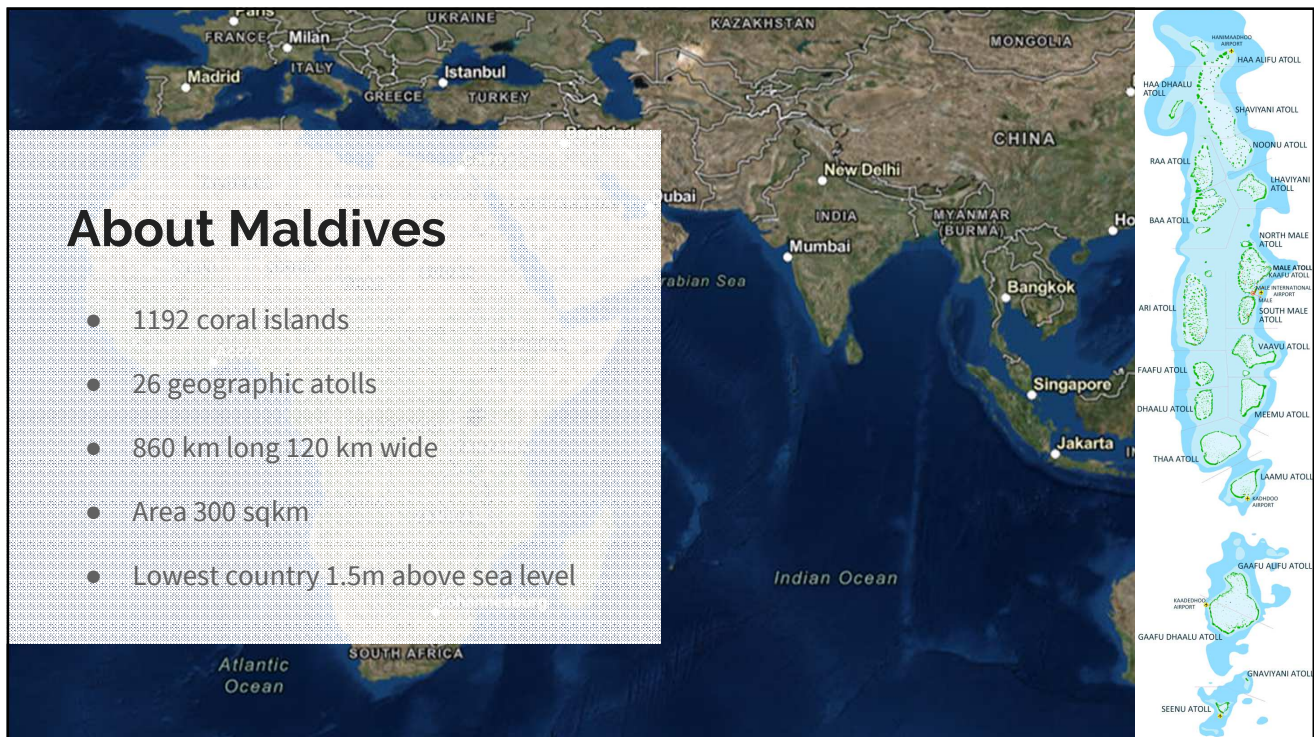 About Maldives
● 1192 coral islands
● 26 geographic atolls
● 860 km long 120 km wide
● Area 300 sqkm
● Lowest country 1.5m above sea level
Paris
FRANCE
Milan
UKRAINE
KAZAKHSTAN
MONGOLIA
Madrid
ITALY
Istanbul
GREECE
TURKEY
CHINA
New Delhi
ubai
INDIA
MYANMAR
(BURMA)
Ho
Mumbai
rabian Sea
Bangkok
Singapore
Jakarta
IN
Indian Ocean
SOUTH AFRICA
Atlantic
Ocean
HANIMAADHOO
AIRPORT
HAA ALIFU ATOLL
HAA DHAALU
ATOLL
SHAVIYANI ATOLL
NOONU ATOLL
RAA ATOLL
LHAVIYANI
ATOLL
BAA ATOLL
NORTH MALE
ATOLL
MALE ATOLL
KAAFU ATOLL
MALE INTERNATIONAL
AIRPORT
MALE
ARI ATOLL
SOUTH MALE
ATOLL
VAAVU ATOLL
FAAFU ATOLL
DHAALU ATOLL
MEEMU ATOLL
THAA ATOLL
LAAMU ATOLL
KADHDOO
AIRPORT
GAAFU ALIFU ATOLL
KAADEDHOO
AIRPORT
GAAFU DHAALU ATOLL
GNAVIYANI ATOLL
SEENU ATOLL